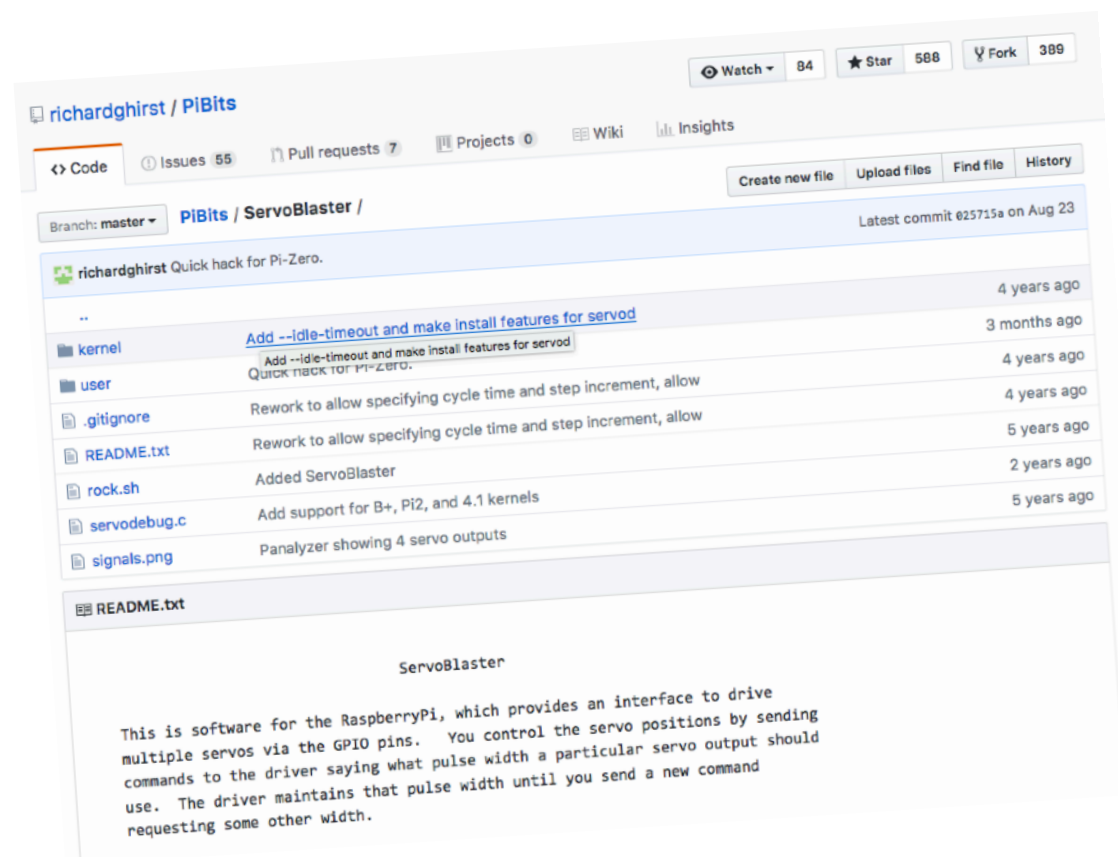 richardghirst / PiBits
Watch 84 Star 588 Fork 389
Code Issues 55 Pull requests 7 Projects 0 Wiki Insights
Branch: master PiBits / ServoBlaster / Create new file Upload files Find file History
richardghirst Quick hack for Pi-Zero. Latest commit 025715a on Aug 23
..
kernel Add --idle-timeout and make install features for servod 4 years ago
Add --idle-timeout and make install features for servod
user Quick hack for Pi-Zero. 3 months ago
.gitignore Rework to allow specifying cycle time and step increment, allow 4 years ago
README.txt Rework to allow specifying cycle time and step increment, allow 4 years ago
rock.sh Added ServoBlaster 5 years ago
servodebug.c Add support for B+, Pi2, and 4.1 kernels 2 years ago
signals.png Panalyzer showing 4 servo outputs 5 years ago
README.txt
ServoBlaster
This is software for the RaspberryPi, which provides an interface to drive
multiple servos via the GPIO pins. You control the servo positions by sending
commands to the driver saying what pulse width a particular servo output should
use. The driver maintains that pulse width until you send a new command
requesting some other width.